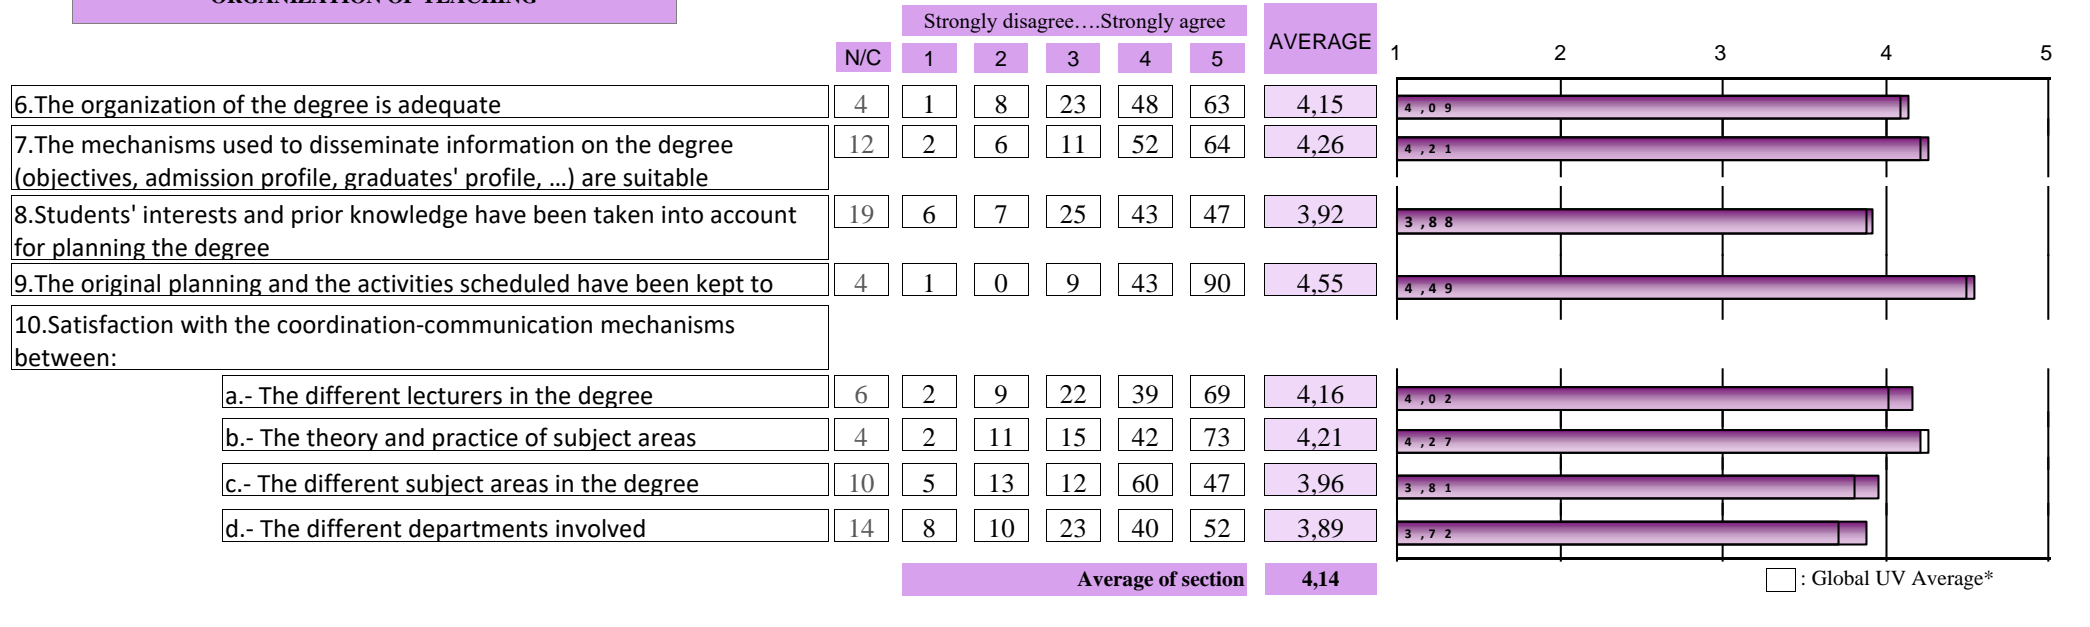 ORGANIZATION OF TEACHING
Strongly disagree….Strongly agree
AVERAGE
N/C 1 2 3 4 5
1 2 3 4 5
6.The organization of the degree is adequate 4 1 8 23 48 63 4,15 4,09
7.The mechanisms used to disseminate information on the degree 12 2 6 11 52 64 4,26 4,21
(objectives, admission profile, graduates' profile, ...) are suitable
8.Students' interests and prior knowledge have been taken into account 19 6 7 25 43 47 3,92 3,88
for planning the degree
9.The original planning and the activities scheduled have been kept to 4 1 0 9 43 90 4,55 4,49
10.Satisfaction with the coordination-communication mechanisms
between:
a.- The different lecturers in the degree 6 2 9 22 39 69 4,16 4,02
b.- The theory and practice of subject areas 4 2 11 15 42 73 4,21 4,27
c.- The different subject areas in the degree 10 5 13 12 60 47 3,96 3,81
d.- The different departments involved 14 8 10 23 40 52 3,89 3,72
Average of section 4,14
: Global UV Average*